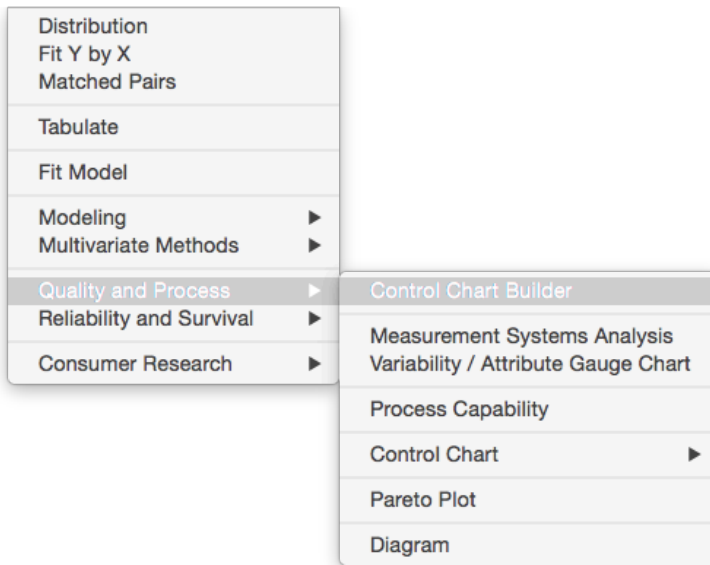 Distribution
Fit Y by X
Matched Pairs
Tabulate
Fit Model
Modeling
Multivariate Methods
Quality and Process
Reliability and Survival
Consumer Research
Control Chart Builder
Measurement Systems Analysis
Variability / Attribute Gauge Chart
Process Capability
Control Chart
Pareto Plot
Diagram